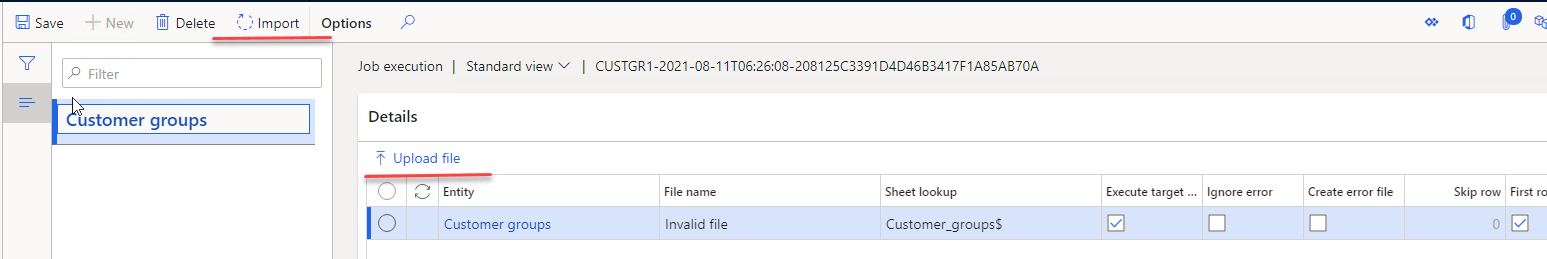 Save New Delete Import Options 0
Filter
Customer groups
Job execution | Standard view | CUSTGR1-2021-08-11T06:26:08-208125C3391D4D46B3417F1A85AB70A
Details
Upload file
Entity File name Sheet lookup Execute target ... Ignore error Create error file Skip row First ro
Customer groups Invalid file Customer_groups$ 0